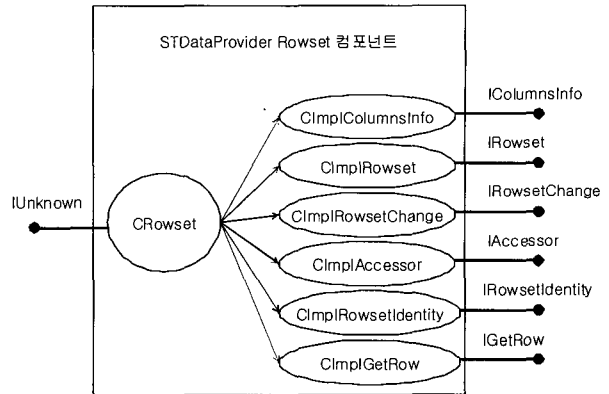 STDataProvider Rowset 컴포넌트
IUnknown
CRowset
CImplColumnsInfo
IColumnsInfo
CImplRowset
IRowset
CImplRowsetChange
IRowsetChange
CImplAccessor
IAccessor
CImplRowsetIdentity
IRowsetIdentity
CImplGetRow
IGetRow